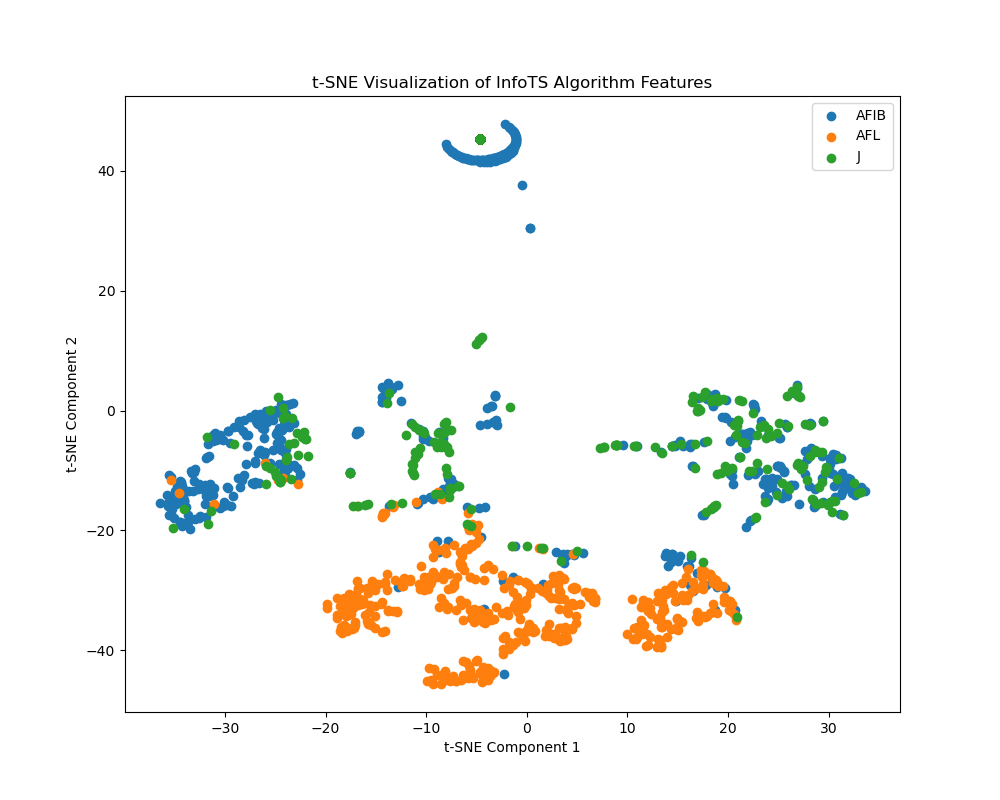 t-SNE Visualization of InfoTS Algorithm Features
AFIB
AFL
J
40
20
0
−20
−40
t-SNE Component 2
−30
−20
−10
0
10
20
30
t-SNE Component 1